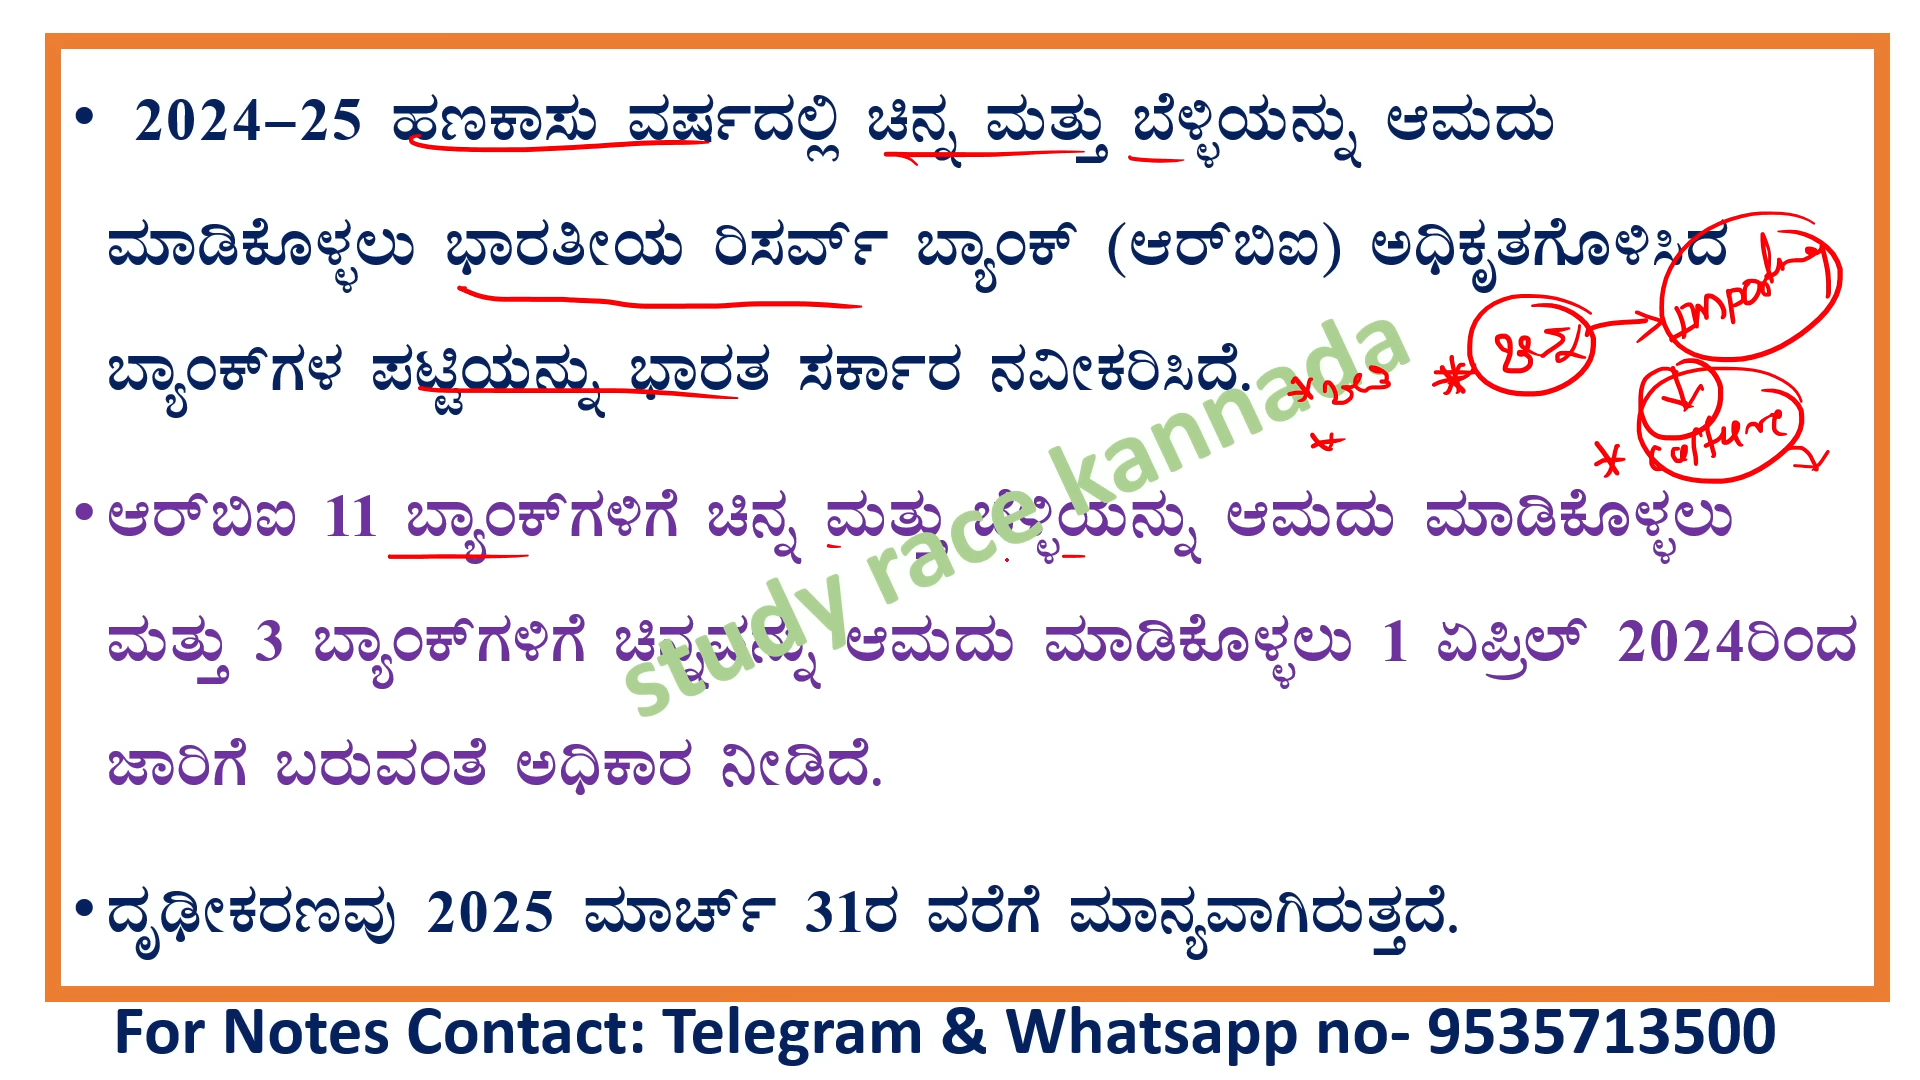 • 2024–25 ಹಣಕಾಸು ವರ್ಷದಲ್ಲಿ ಚಿನ್ನ ಮತ್ತು ಬೆಳ್ಳಿಯನ್ನು ಆಮದು
ಮಾಡಿಕೊಳ್ಳಲು ಭಾರತೀಯ ರಿಸರ್ವ್ ಬ್ಯಾಂಕ್ (ಆರ್‌ಬಿಐ) ಅಧಿಕೃತಗೊಳಿಸಿದ
ಬ್ಯಾಂಕ್‌ಗಳ ಪಟ್ಟಿಯನ್ನು ಭಾರತ ಸರ್ಕಾರ ನವೀಕರಿಸಿದೆ.
ಚಿನ್ನ
culture
• ಆರ್‌ಬಿಐ 11 ಬ್ಯಾಂಕ್‌ಗಳಿಗೆ ಚಿನ್ನ ಮತ್ತು ಬೆಳ್ಳಿಯನ್ನು ಆಮದು ಮಾಡಿಕೊಳ್ಳಲು
ಮತ್ತು 3 ಬ್ಯಾಂಕ್‌ಗಳಿಗೆ ಚಿನ್ನವನ್ನು ಆಮದು ಮಾಡಿಕೊಳ್ಳಲು 1 ಏಪ್ರಿಲ್ 2024ರಿಂದ
ಜಾರಿಗೆ ಬರುವಂತೆ ಅಧಿಕಾರ ನೀಡಿದೆ.
• ದೃಢೀಕರಣವು 2025 ಮಾರ್ಚ್ 31ರ ವರೆಗೆ ಮಾನ್ಯವಾಗಿರುತ್ತದೆ.
study race kannada
For Notes Contact: Telegram & Whatsapp no- 9535713500